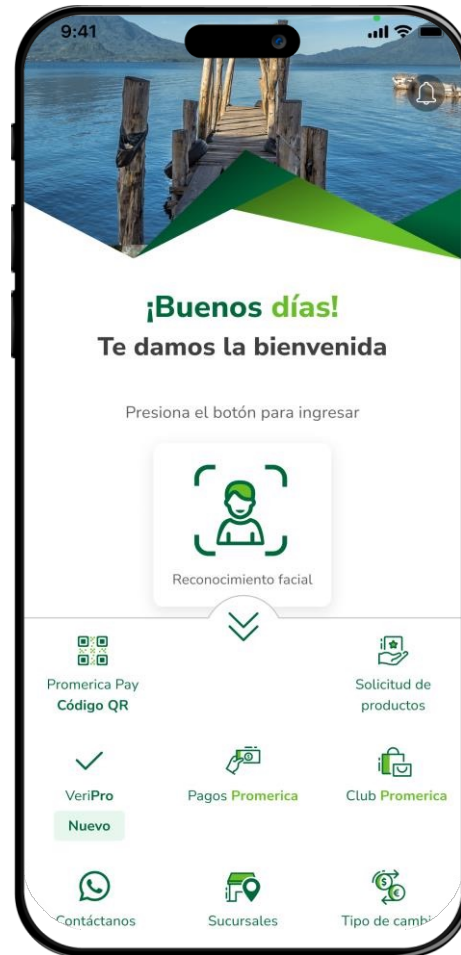 9:41
¡Buenos días!
Te damos la bienvenida
Presiona el botón para ingresar
Reconocimiento facial
Promerica Pay
Código QR
Solicitud de
productos
VeriPro
Nuevo
Pagos Promerica
Club Promerica
Contáctanos
Sucursales
Tipo de cambi